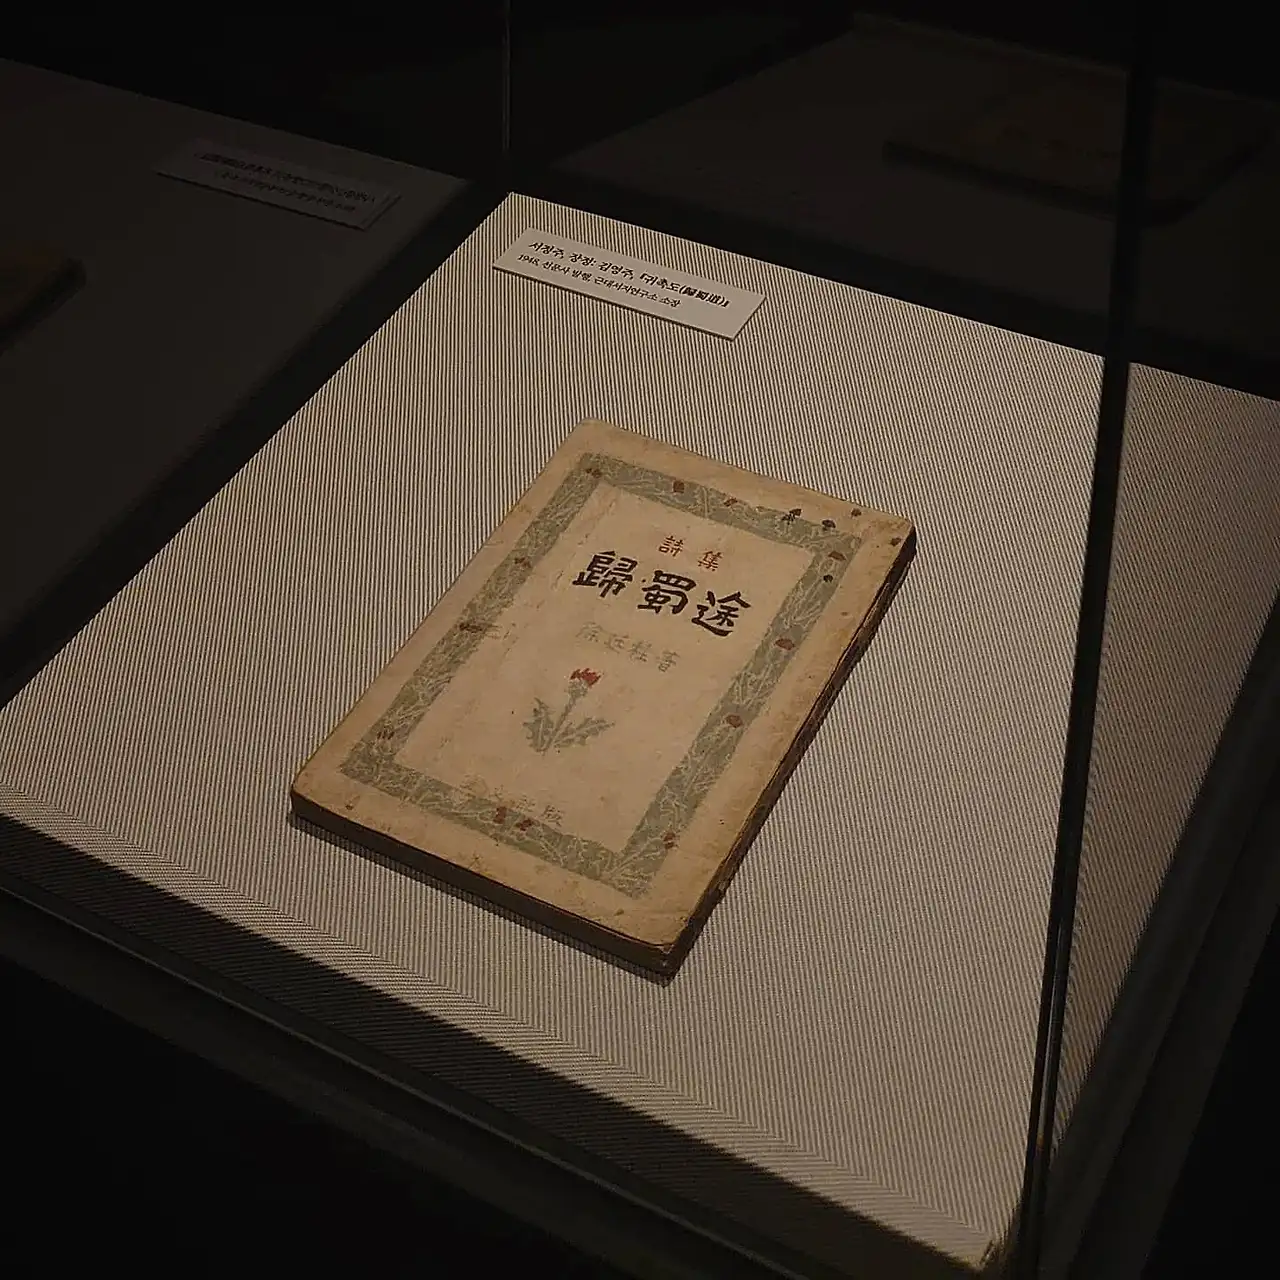 서정주, 장정: 김영주, 『귀촉도(歸蜀道)』
1948, 선문사 발행, 근대서지연구소 소장
詩集
歸蜀途
徐廷柱 著